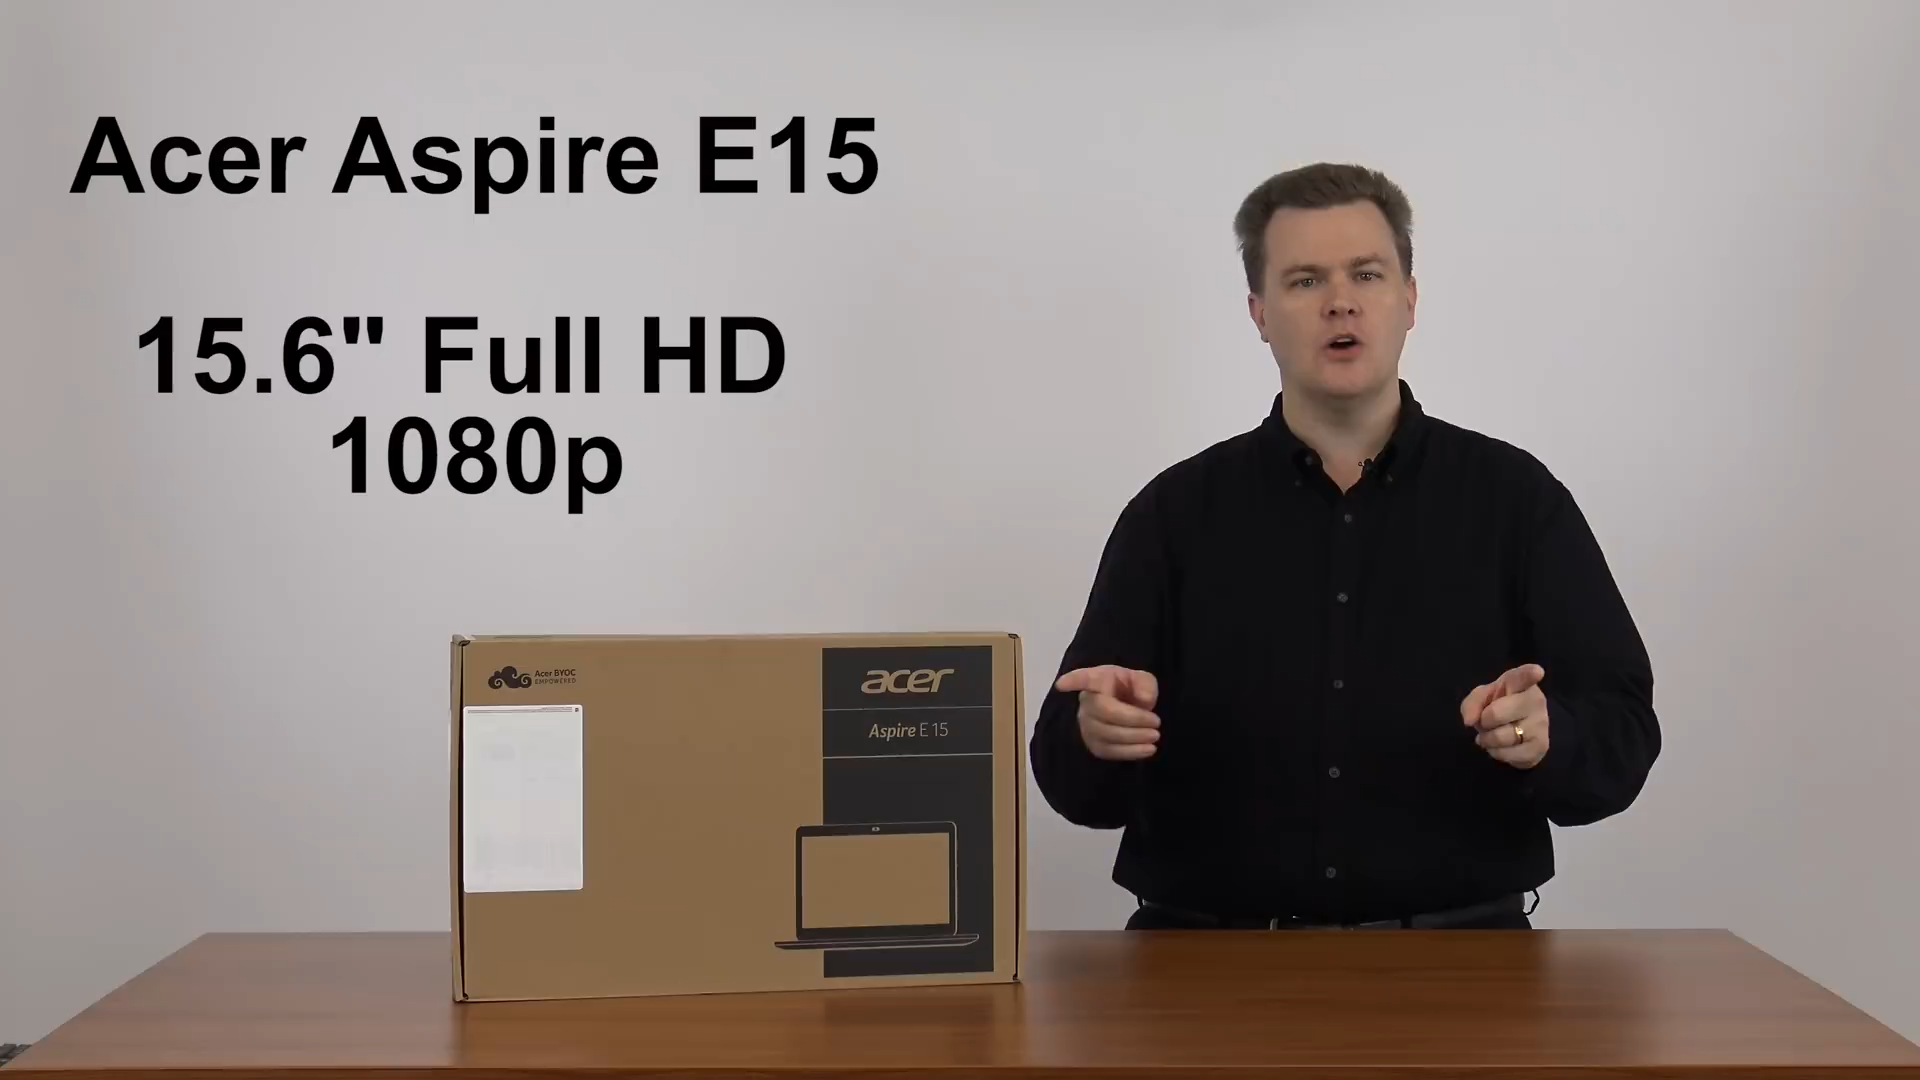 Acer Aspire E15
15.6" Full HD
1080p
Acer BYOC
EMPOWERED
acer
Aspire E 15